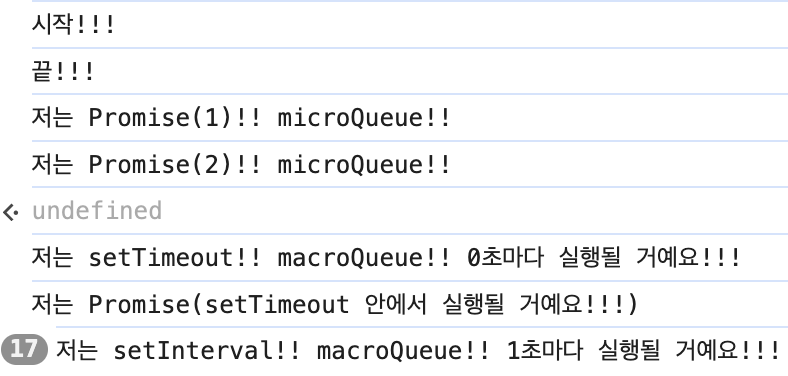 시작!!!
끝!!!
저는 Promise(1)!! microQueue!!
저는 Promise(2)!! microQueue!!
undefined
저는 setTimeout!! macroQueue!! 0초마다 실행될 거예요!!!
저는 Promise(setTimeout 안에서 실행될 거예요!!!)
17 저는 setInterval!! macroQueue!! 1초마다 실행될 거예요!!!